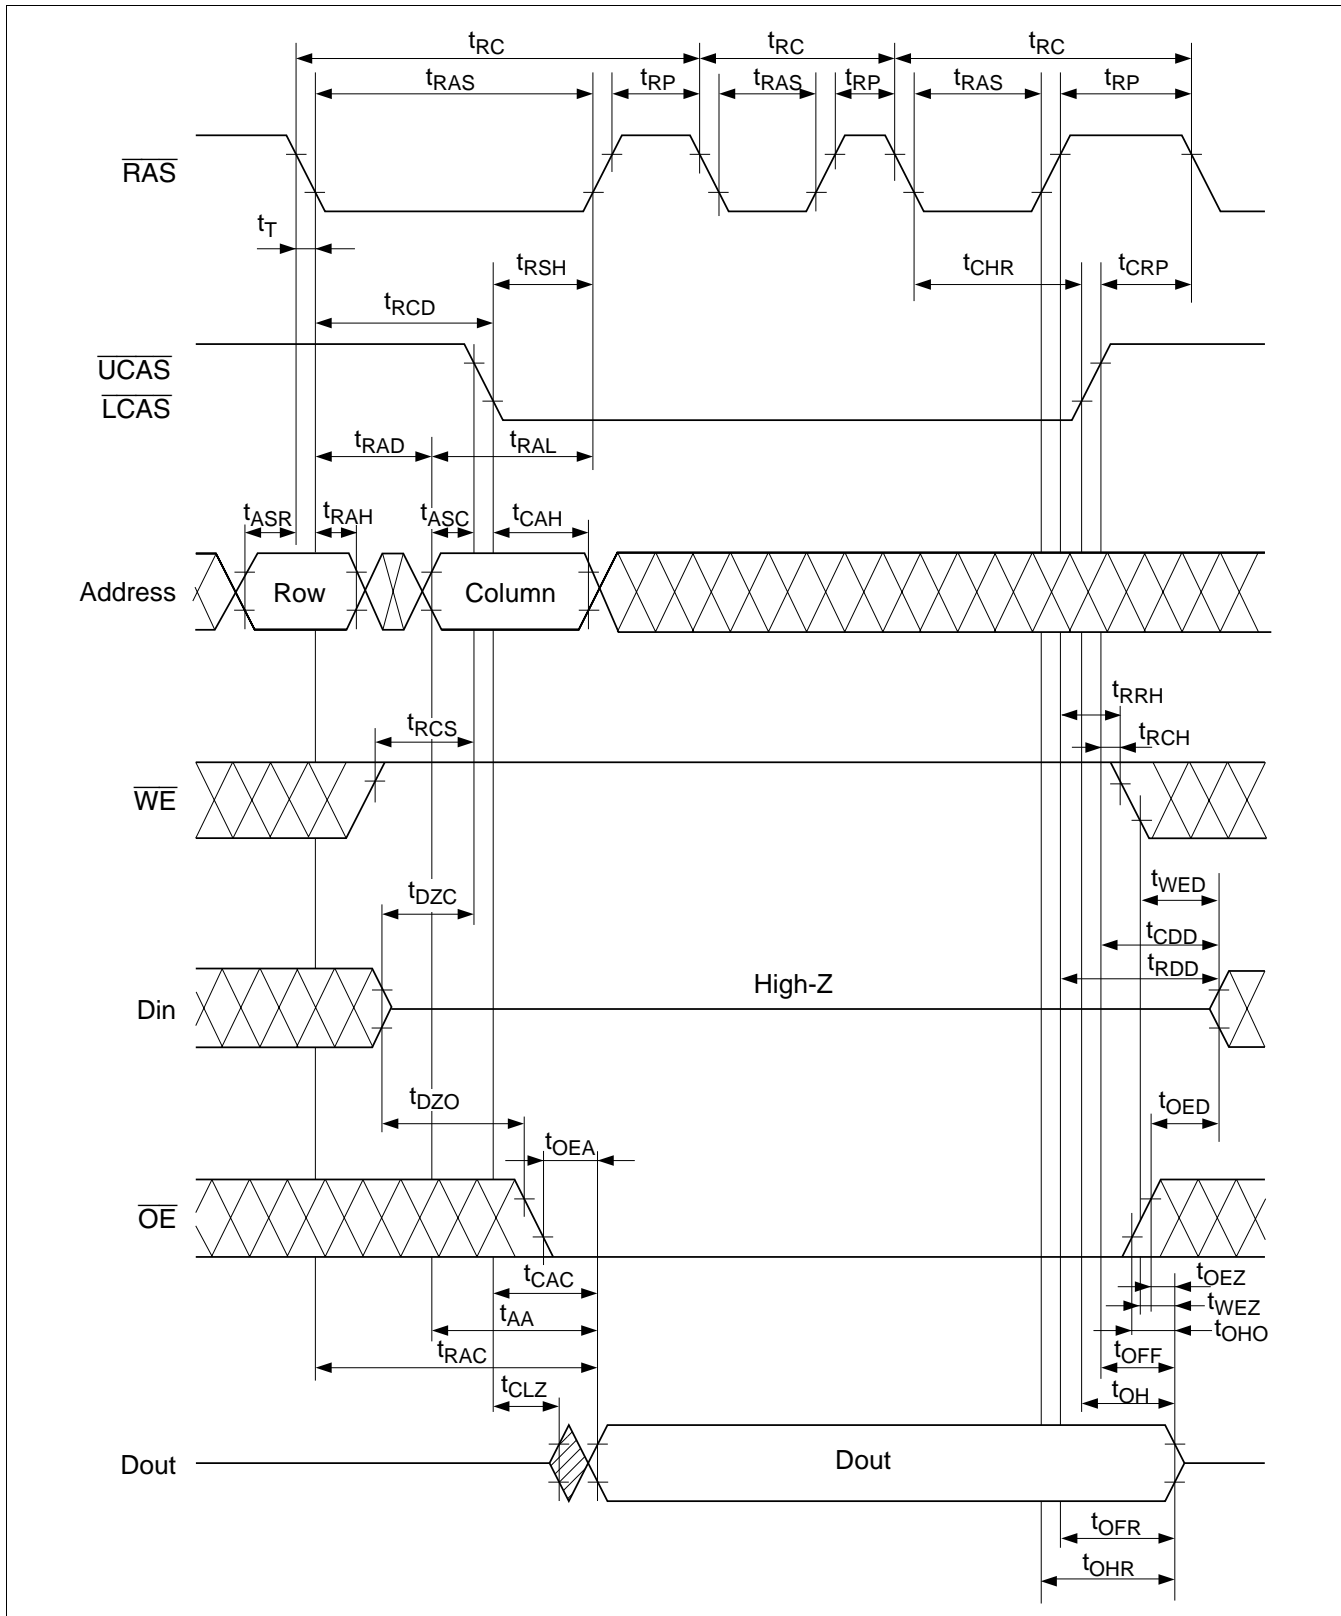 tRC tRC tRC
tRAS tRP tRAS tRP tRAS tRP
RAS
tT
tRSH tCHR tCRP
tRCD
UCAS
LCAS
tRAD tRAL
tASR tRAH tASC tCAH
Address Row Column
tRRH
tRCS tRCH
WE
tWED
tDZC
tCDD
tRDD
High-Z
Din
tDZO tOED
tOEA
OE
tCAC tOEZ
tWEZ
tAA tOHO
tRAC tOFF
tCLZ tOH
Dout Dout
tOFR
tOHR